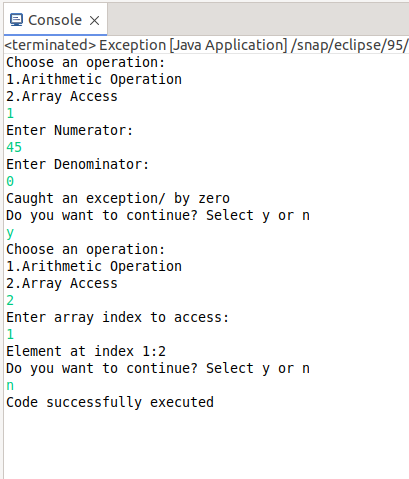 Console
<terminated> Exception [Java Application] /snap/eclipse/95/
Choose an operation:
1.Arithmetic Operation
2.Array Access
1
Enter Numerator:
45
Enter Denominator:
0
Caught an exception/ by zero
Do you want to continue? Select y or n
y
Choose an operation:
1.Arithmetic Operation
2.Array Access
2
Enter array index to access:
1
Element at index 1:2
Do you want to continue? Select y or n
n
Code successfully executed